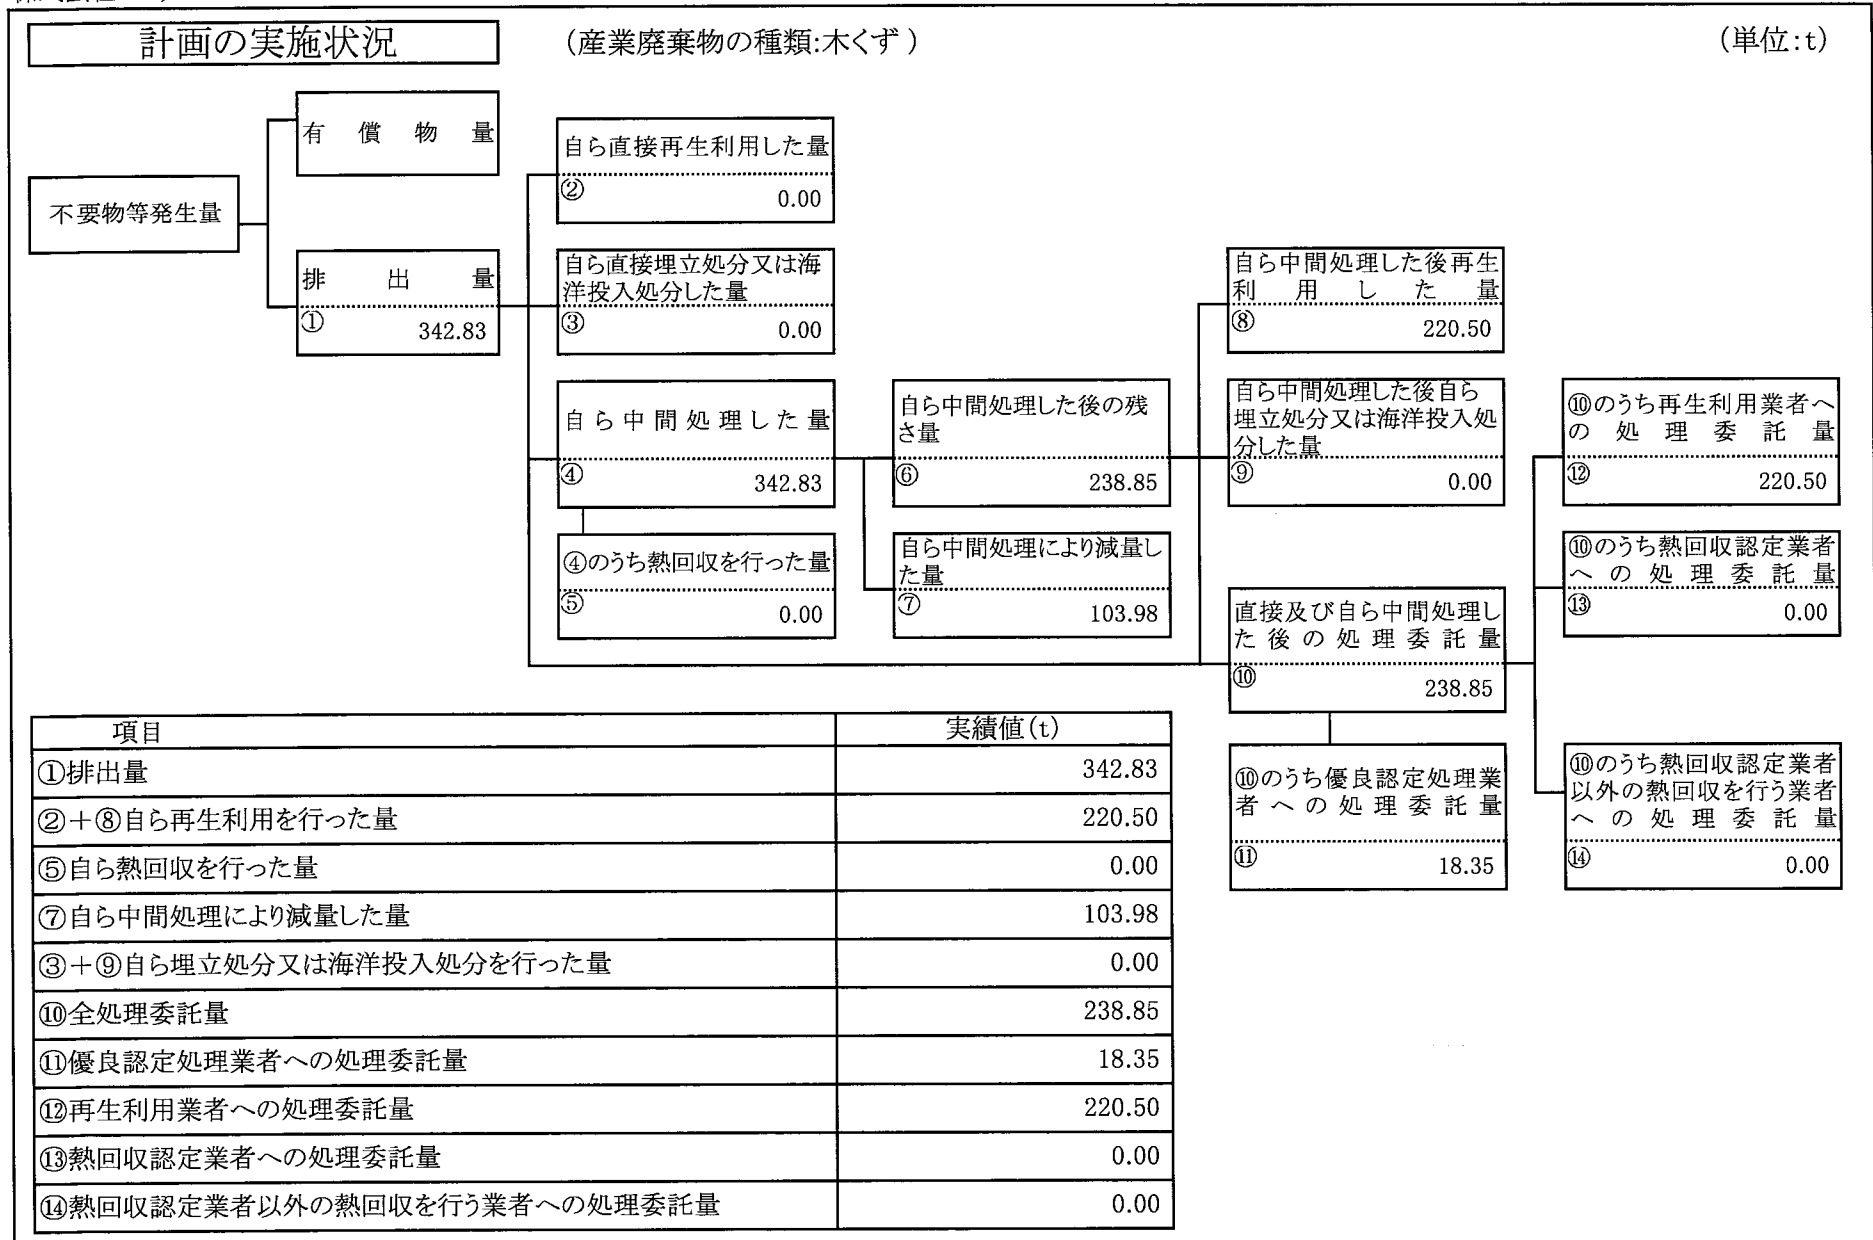 計画の実施状況
(産業廃棄物の種類:木くず)
(単位:t)
有償物量
不要物等発生量
排出量
① 342.83
自ら直接再生利用した量
② 0.00
自ら直接埋立処分又は海
洋投入処分した量
③ 0.00
自ら中間処理した量
④ 342.83
④のうち熱回収を行った量
⑤ 0.00
自ら中間処理した後の残
さ量
⑥ 238.85
自ら中間処理により減量し
た量
⑦ 103.98
自ら中間処理した後再生
利用した量
⑧ 220.50
自ら中間処理した後自ら
埋立処分又は海洋投入処
分した量
⑨ 0.00
直接及び自ら中間処理し
た後の処理委託量
⑩ 238.85
⑩のうち優良認定処理業
者への処理委託量
⑪ 18.35
⑩のうち再生利用業者へ
の処理委託量
⑫ 220.50
⑩のうち熱回収認定業者
への処理委託量
⑬ 0.00
⑩のうち熱回収認定業者
以外の熱回収を行う業者
への処理委託量
⑭ 0.00
項目 実績値(t)
①排出量 342.83
②+⑧自ら再生利用を行った量 220.50
⑤自ら熱回収を行った量 0.00
⑦自ら中間処理により減量した量 103.98
③+⑨自ら埋立処分又は海洋投入処分を行った量 0.00
⑩全処理委託量 238.85
⑪優良認定処理業者への処理委託量 18.35
⑫再生利用業者への処理委託量 220.50
⑬熱回収認定業者への処理委託量 0.00
⑭熱回収認定業者以外の熱回収を行う業者への処理委託量 0.00